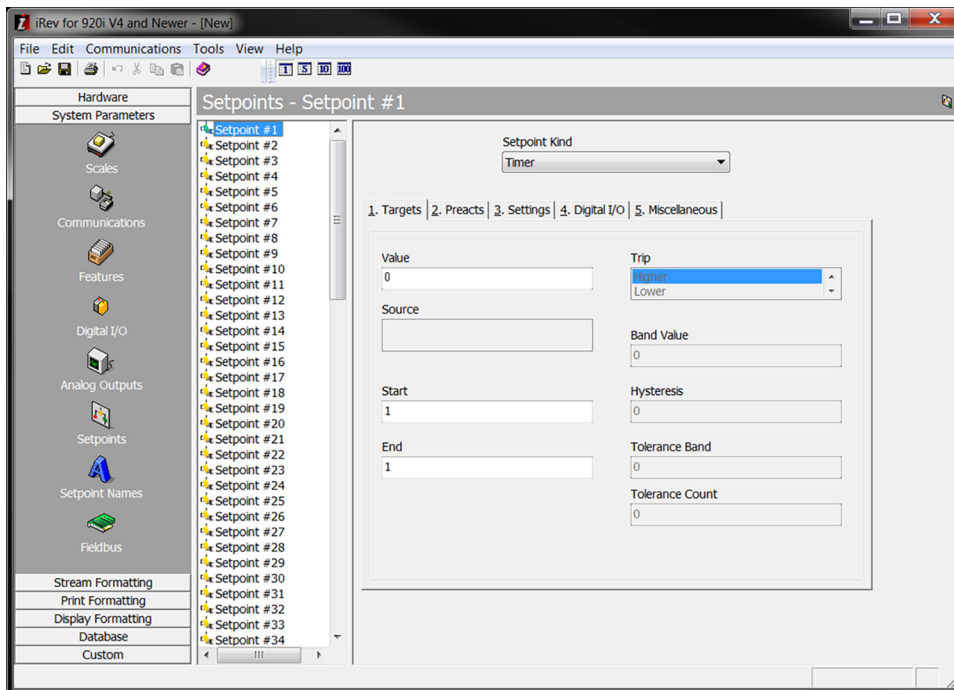 iRev for 920i V4 and Newer - [New]
File Edit Communications Tools View Help
1 5 10 100
Hardware
System Parameters
Scales
Communications
Features
Digital I/O
Analog Outputs
Setpoints
Setpoint Names
Fieldbus
Stream Formatting
Print Formatting
Display Formatting
Database
Custom
Setpoints - Setpoint #1
Setpoint #1
Setpoint #2
Setpoint #3
Setpoint #4
Setpoint #5
Setpoint #6
Setpoint #7
Setpoint #8
Setpoint #9
Setpoint #10
Setpoint #11
Setpoint #12
Setpoint #13
Setpoint #14
Setpoint #15
Setpoint #16
Setpoint #17
Setpoint #18
Setpoint #19
Setpoint #20
Setpoint #21
Setpoint #22
Setpoint #23
Setpoint #24
Setpoint #25
Setpoint #26
Setpoint #27
Setpoint #28
Setpoint #29
Setpoint #30
Setpoint #31
Setpoint #32
Setpoint #33
Setpoint #34
Setpoint Kind
Timer
1. Targets 2. Preacts 3. Settings 4. Digital I/O 5. Miscellaneous
Value
0
Source
Start
1
End
1
Trip
Higher
Lower
Band Value
0
Hysteresis
0
Tolerance Band
0
Tolerance Count
0